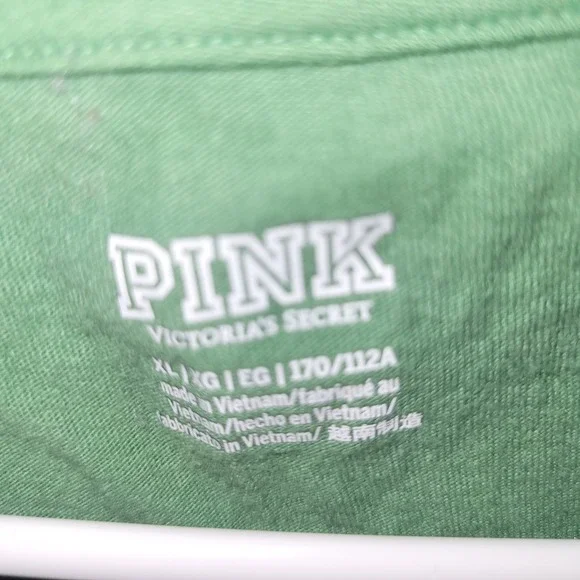 PINK
VICTORIA'S SECRET
XL | XG | EG | 170/112A
made in Vietnam/fabriqué au
Vietnam/hecho en Vietnam/
fabbricato in Vietnam/ 越南制造